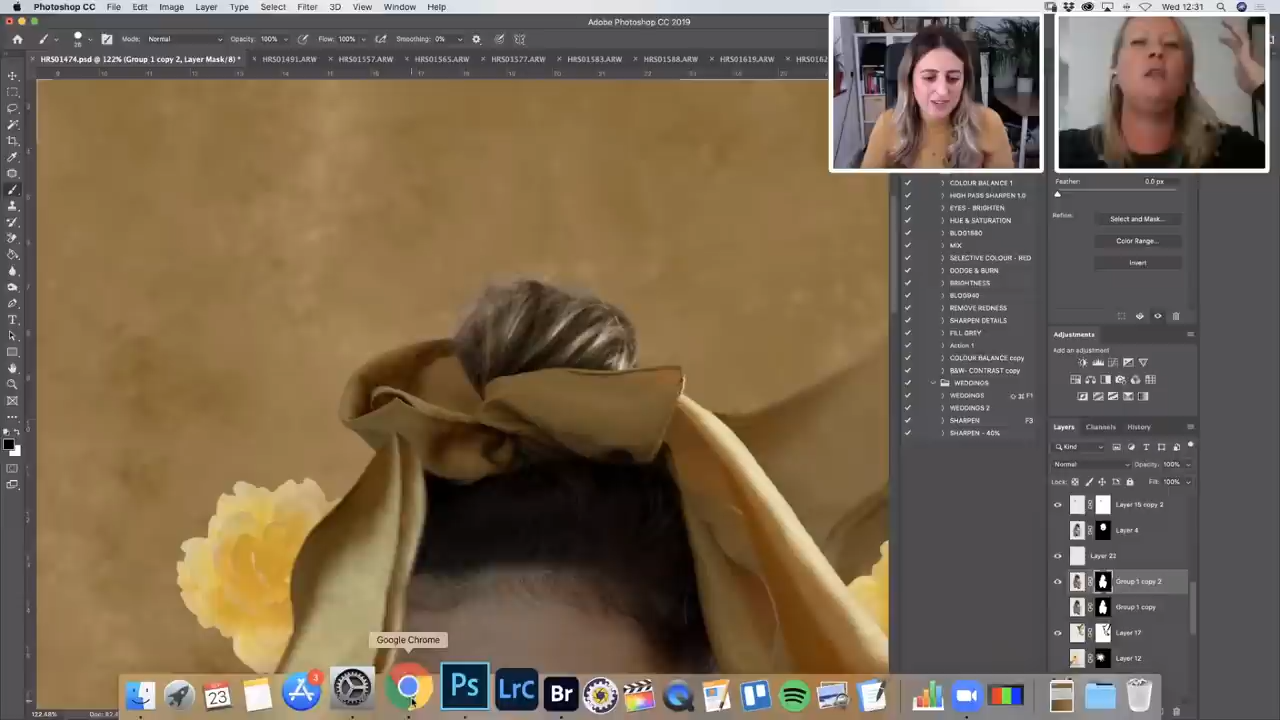 Photoshop CC File Edit Image Layer Type Select Filter 3D View Window Help
Wed 12:31
Adobe Photoshop CC 2019
Mode: Normal Opacity: 100% Flow: 100% Smoothing: 0%
HRS01474.psd @ 122% (Group 1 copy 2, Layer Mask/8) *
HRS01491.ARW
HRS01557.ARW
HRS01565.ARW
HRS01577.ARW
HRS01583.ARW
HRS01588.ARW
HRS01619.ARW
COLOUR BALANCE 1
HIGH PASS SHARPEN 1.0
EYES - BRIGHTEN
HUE & SATURATION
MIX
SELECTIVE COLOUR - RED
DODGE & BURN
BRIGHTNESS
BLOG940
REMOVE REDNESS
SHARPEN DETAILS
FILL GREY
Action 1
COLOUR BALANCE copy
B&W- CONTRAST copy
WEDDINGS
WEDDINGS F1
WEDDINGS 2
SHARPEN F3
SHARPEN - 40%
Feather: 0.0 px
Refine:
Select and Mask...
Color Range...
Invert
Adjustments
Add an adjustment
Layers Channels History
Kind
Normal Opacity: 100%
Lock: Fill: 100%
Layer 15 copy 2
Layer 4
Layer 23
Group 1 copy 2
Group 1 copy
Layer 17
Layer 12
Google Chrome
23
3
Ps
LrC
Br
122.48%